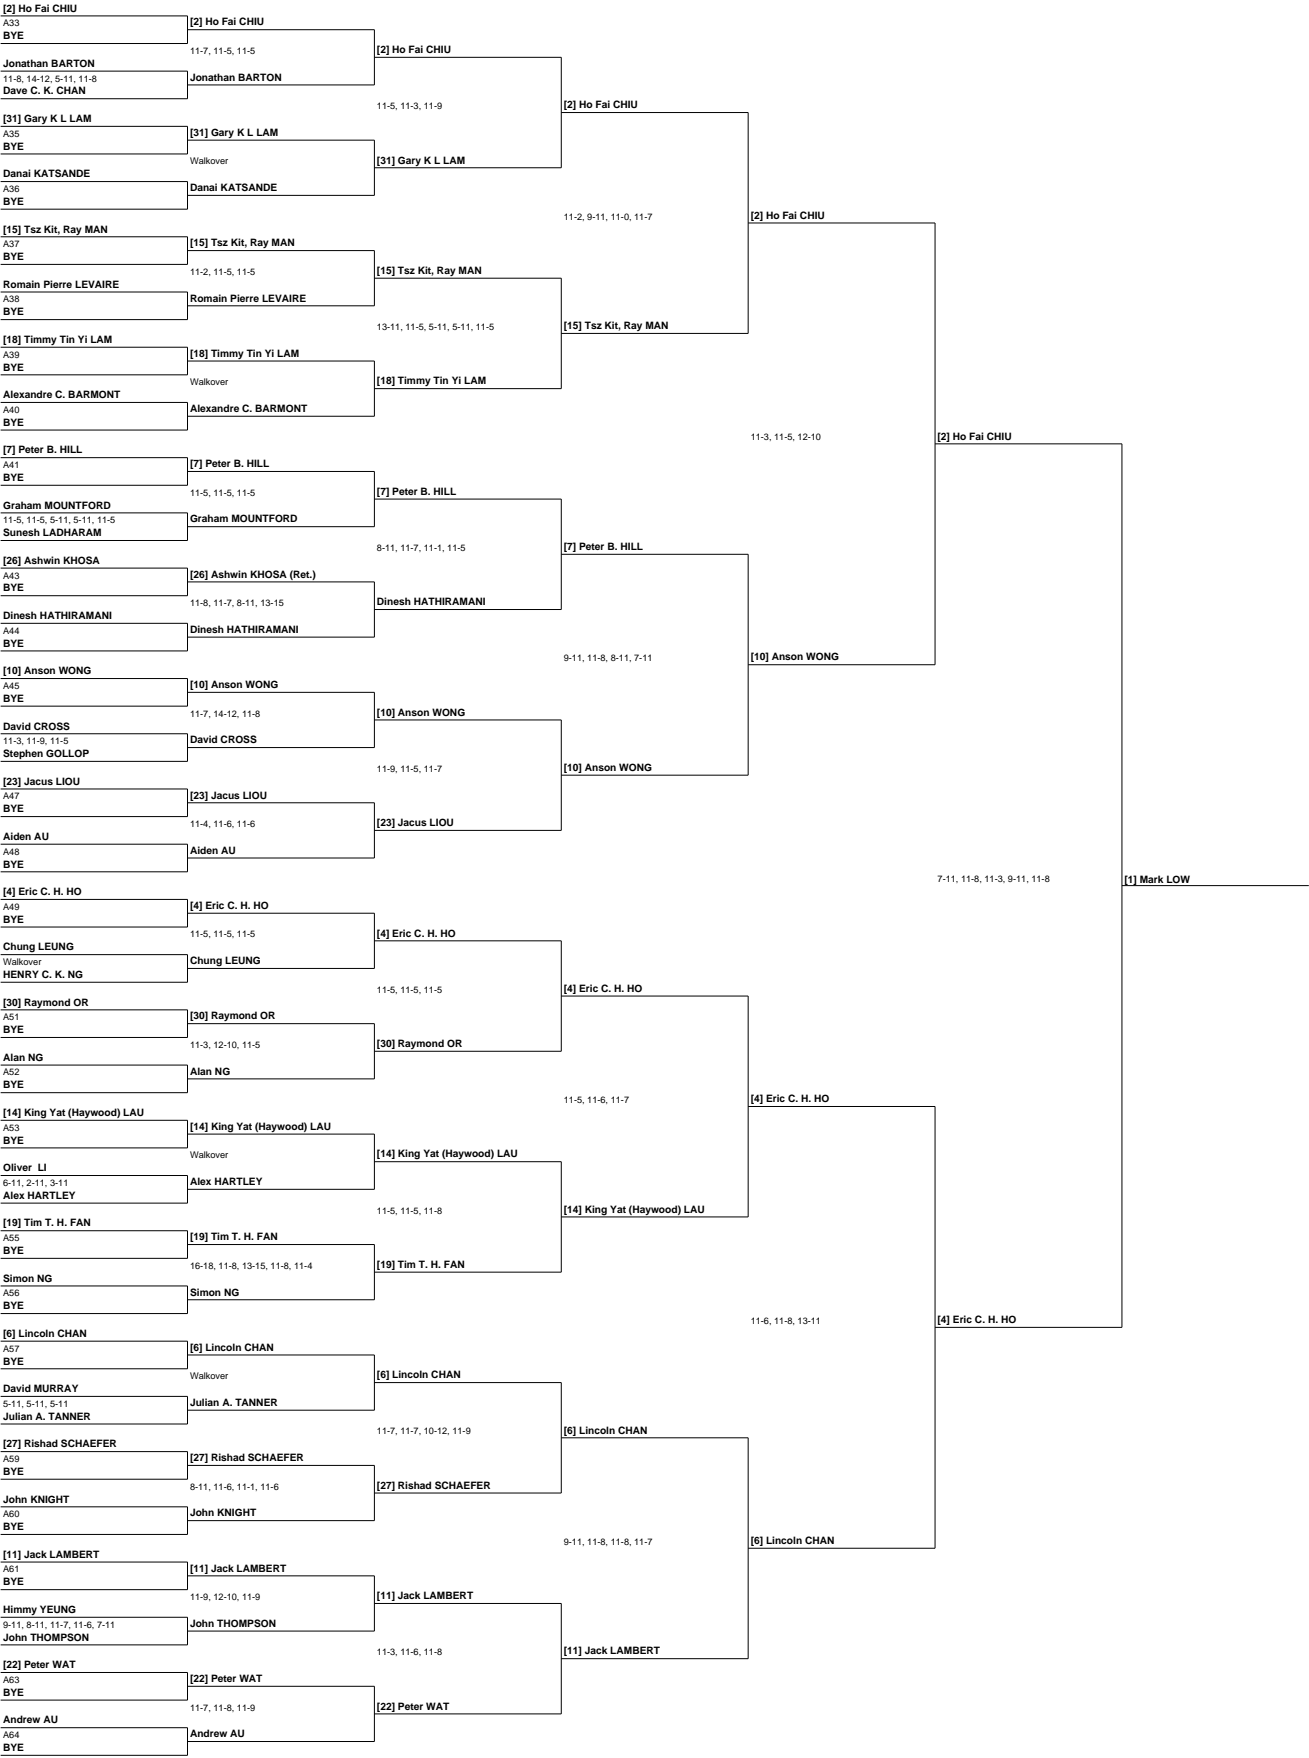 [2] Ho Fai CHIU
A33
BYE
[2] Ho Fai CHIU
11-7, 11-5, 11-5
[2] Ho Fai CHIU
Jonathan BARTON
11-8, 14-12, 5-11, 11-8
Dave C. K. CHAN
Jonathan BARTON
11-5, 11-3, 11-9
[2] Ho Fai CHIU
[31] Gary K L LAM
A35
BYE
[31] Gary K L LAM
Walkover
[31] Gary K L LAM
Danai KATSANDE
A36
BYE
Danai KATSANDE
11-2, 9-11, 11-0, 11-7
[2] Ho Fai CHIU
[15] Tsz Kit, Ray MAN
A37
BYE
[15] Tsz Kit, Ray MAN
11-2, 11-5, 11-5
[15] Tsz Kit, Ray MAN
Romain Pierre LEVAIRE
A38
BYE
Romain Pierre LEVAIRE
13-11, 11-5, 5-11, 5-11, 11-5
[15] Tsz Kit, Ray MAN
[18] Timmy Tin Yi LAM
A39
BYE
[18] Timmy Tin Yi LAM
Walkover
[18] Timmy Tin Yi LAM
Alexandre C. BARMONT
A40
BYE
Alexandre C. BARMONT
11-3, 11-5, 12-10
[2] Ho Fai CHIU
[7] Peter B. HILL
A41
BYE
[7] Peter B. HILL
11-5, 11-5, 11-5
[7] Peter B. HILL
Graham MOUNTFORD
11-5, 11-5, 5-11, 5-11, 11-5
Sunesh LADHARAM
Graham MOUNTFORD
8-11, 11-7, 11-1, 11-5
[7] Peter B. HILL
[26] Ashwin KHOSA
A43
BYE
[26] Ashwin KHOSA (Ret.)
11-8, 11-7, 8-11, 13-15
Dinesh HATHIRAMANI
Dinesh HATHIRAMANI
A44
BYE
Dinesh HATHIRAMANI
9-11, 11-8, 8-11, 7-11
[10] Anson WONG
[10] Anson WONG
A45
BYE
[10] Anson WONG
11-7, 14-12, 11-8
[10] Anson WONG
David CROSS
11-3, 11-9, 11-5
Stephen GOLLOP
David CROSS
11-9, 11-5, 11-7
[10] Anson WONG
[23] Jacus LIOU
A47
BYE
[23] Jacus LIOU
11-4, 11-6, 11-6
[23] Jacus LIOU
Aiden AU
A48
BYE
Aiden AU
7-11, 11-8, 11-3, 9-11, 11-8
[1] Mark LOW
[4] Eric C. H. HO
A49
BYE
[4] Eric C. H. HO
11-5, 11-5, 11-5
[4] Eric C. H. HO
Chung LEUNG
Walkover
HENRY C. K. NG
Chung LEUNG
11-5, 11-5, 11-5
[4] Eric C. H. HO
[30] Raymond OR
A51
BYE
[30] Raymond OR
11-3, 12-10, 11-5
[30] Raymond OR
Alan NG
A52
BYE
Alan NG
11-5, 11-6, 11-7
[4] Eric C. H. HO
[14] King Yat (Haywood) LAU
A53
BYE
[14] King Yat (Haywood) LAU
Walkover
[14] King Yat (Haywood) LAU
Oliver LI
6-11, 2-11, 3-11
Alex HARTLEY
Alex HARTLEY
11-5, 11-5, 11-8
[14] King Yat (Haywood) LAU
[19] Tim T. H. FAN
A55
BYE
[19] Tim T. H. FAN
16-18, 11-8, 13-15, 11-8, 11-4
[19] Tim T. H. FAN
Simon NG
A56
BYE
Simon NG
11-6, 11-8, 13-11
[4] Eric C. H. HO
[6] Lincoln CHAN
A57
BYE
[6] Lincoln CHAN
Walkover
[6] Lincoln CHAN
David MURRAY
5-11, 5-11, 5-11
Julian A. TANNER
Julian A. TANNER
11-7, 11-7, 10-12, 11-9
[6] Lincoln CHAN
[27] Rishad SCHAEFER
A59
BYE
[27] Rishad SCHAEFER
8-11, 11-6, 11-1, 11-6
[27] Rishad SCHAEFER
John KNIGHT
A60
BYE
John KNIGHT
9-11, 11-8, 11-8, 11-7
[6] Lincoln CHAN
[11] Jack LAMBERT
A61
BYE
[11] Jack LAMBERT
11-9, 12-10, 11-9
[11] Jack LAMBERT
Himmy YEUNG
9-11, 8-11, 11-7, 11-6, 7-11
John THOMPSON
John THOMPSON
11-3, 11-6, 11-8
[11] Jack LAMBERT
[22] Peter WAT
A63
BYE
[22] Peter WAT
11-7, 11-8, 11-9
[22] Peter WAT
Andrew AU
A64
BYE
Andrew AU